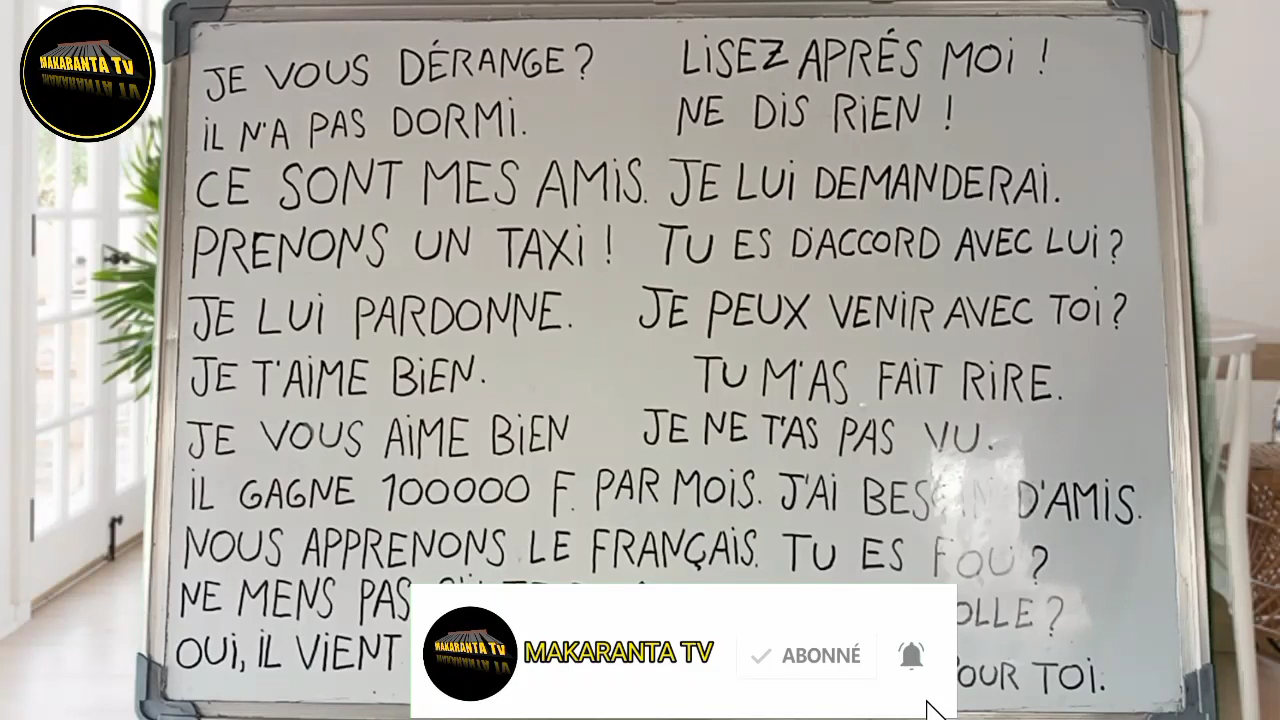 MAKARANTA TV
JE VOUS DÉRANGE ? LISEZ APRÉS MOI !
IL N'A PAS DORMI. NE DIS RIEN !
CE SONT MES AMIS. JE LUI DEMANDERAI.
PRENONS UN TAXI ! TU ES D'ACCORD AVEC LUI ?
JE LUI PARDONNE. JE PEUX VENIR AVEC TOI ?
JE T'AIME BIEN. TU M'AS FAIT RIRE.
JE VOUS AIME BIEN JE NE T'AS PAS VU.
IL GAGNE 100000 F. PAR MOIS. J'AI BESOIN D'AMIS.
NOUS APPRENONS LE FRANÇAIS. TU ES FOU ?
NE MENS PAS
OUI, IL VIENT TOI.
MAKARANTA TV ABONNÉ